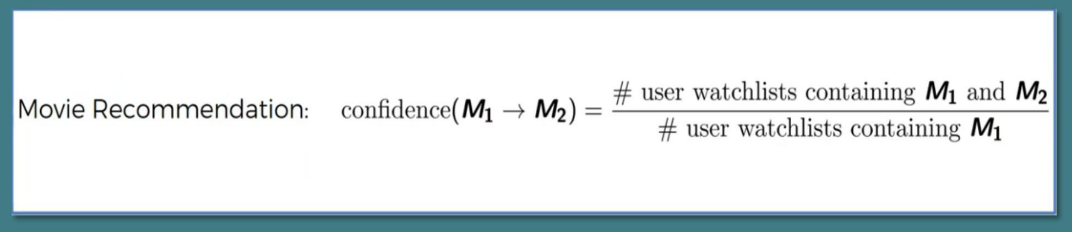 Movie Recommendation: confidence(M₁ → M₂) = # user watchlists containing M₁ and M₂ / # user watchlists containing M₁